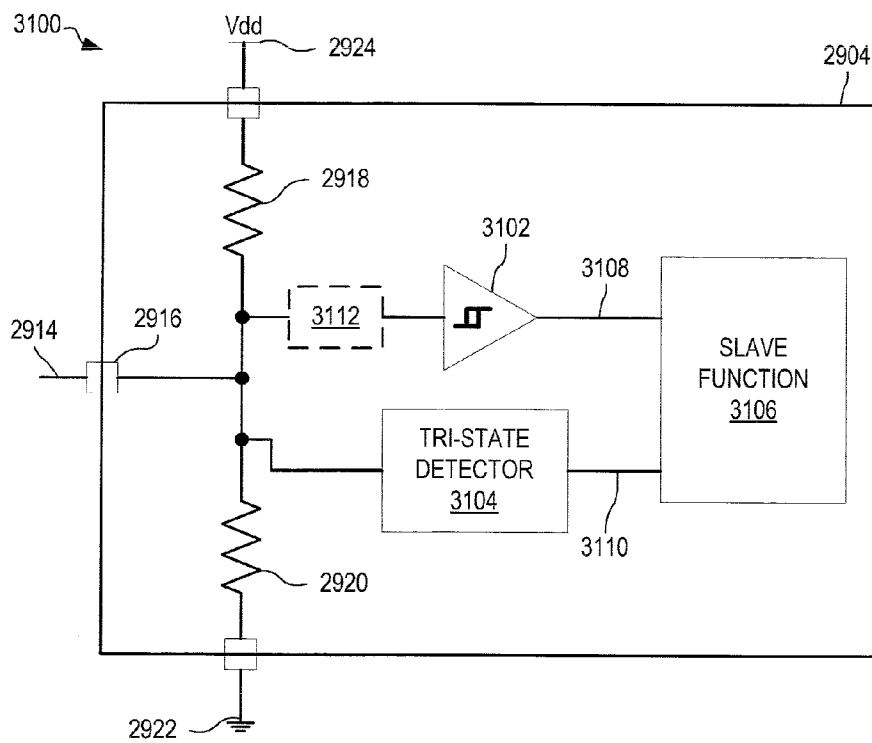 3100
Vdd
2924
2904
2918
3102
3108
3112
2914
2916
SLAVE
FUNCTION
3106
TRI-STATE
DETECTOR
3104
3110
2920
2922